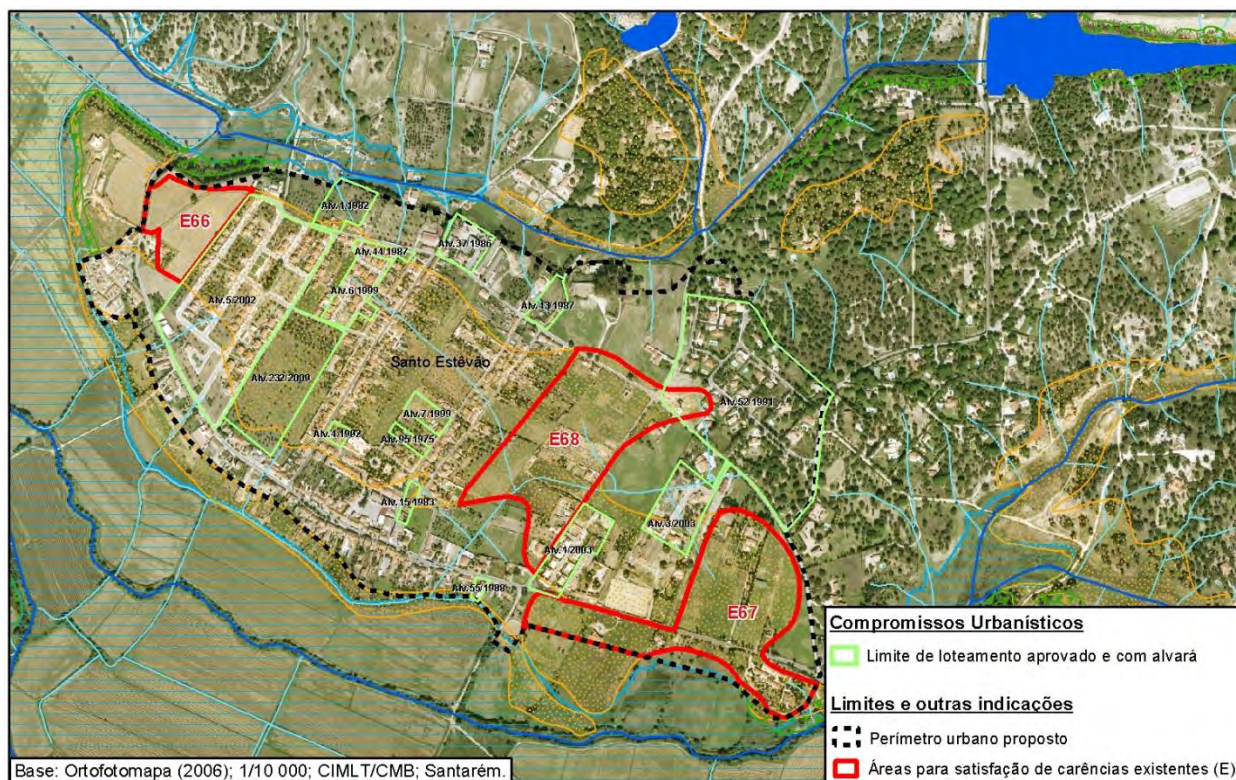 E66
Alv.1.1982
Alv.44/1987
Alv.37/1986
Alv.5/2002
Alv.6/1999
Alv.43/1987
Santo Estêvão
Alv.232/2009
Alv.7/1999
Alv.52/1991
Alv.4.1992
Alv.95/1975
E68
Alv.15/1983
Alv.3/2003
Alv.4/2003
Alv.55/1988
E67
Compromissos Urbanísticos
Limite de loteamento aprovado e com alvará
Limites e outras indicações
Perímetro urbano proposto
Áreas para satisfação de carências existentes (E)
Base: Ortofotomapa (2006); 1/10 000; CIMLT/CMB; Santarém.